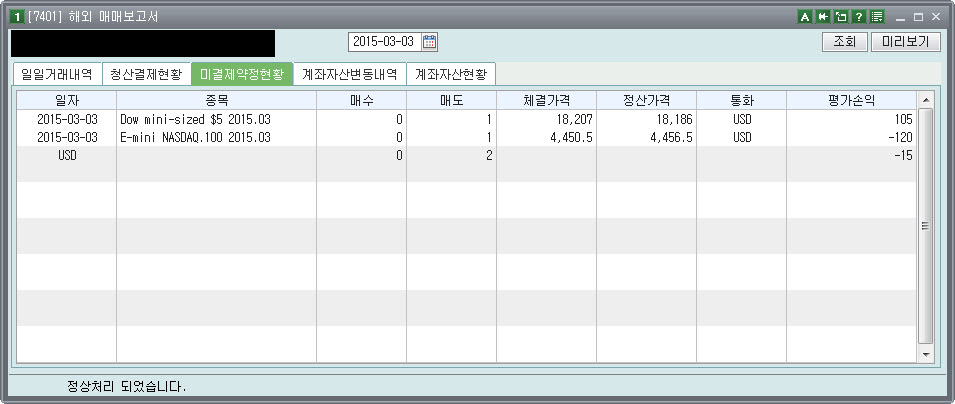 1 [7401] 해외 매매보고서 A ?
2015-03-03 조회 미리보기
일일거래내역 청산결제현황 미결제약정현황 계좌자산변동내역 계좌자산현황
일자 종목 매수 매도 체결가격 정산가격 통화 평가손익
2015-03-03 Dow mini-sized $5 2015.03 0 1 18,207 18,186 USD 105
2015-03-03 E-mini NASDAQ.100 2015.03 0 1 4,450.5 4,456.5 USD -120
USD 0 2 -15
정상처리 되었습니다.